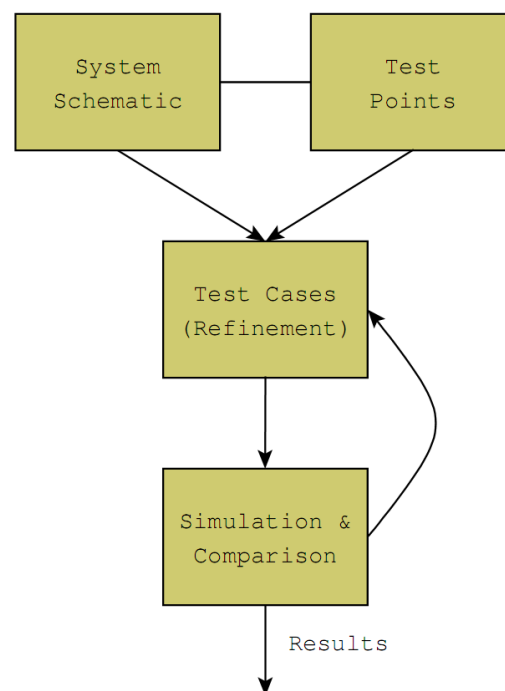 System
Schematic
Test
Points
Test Cases
(Refinement)
Simulation &
Comparison
Results